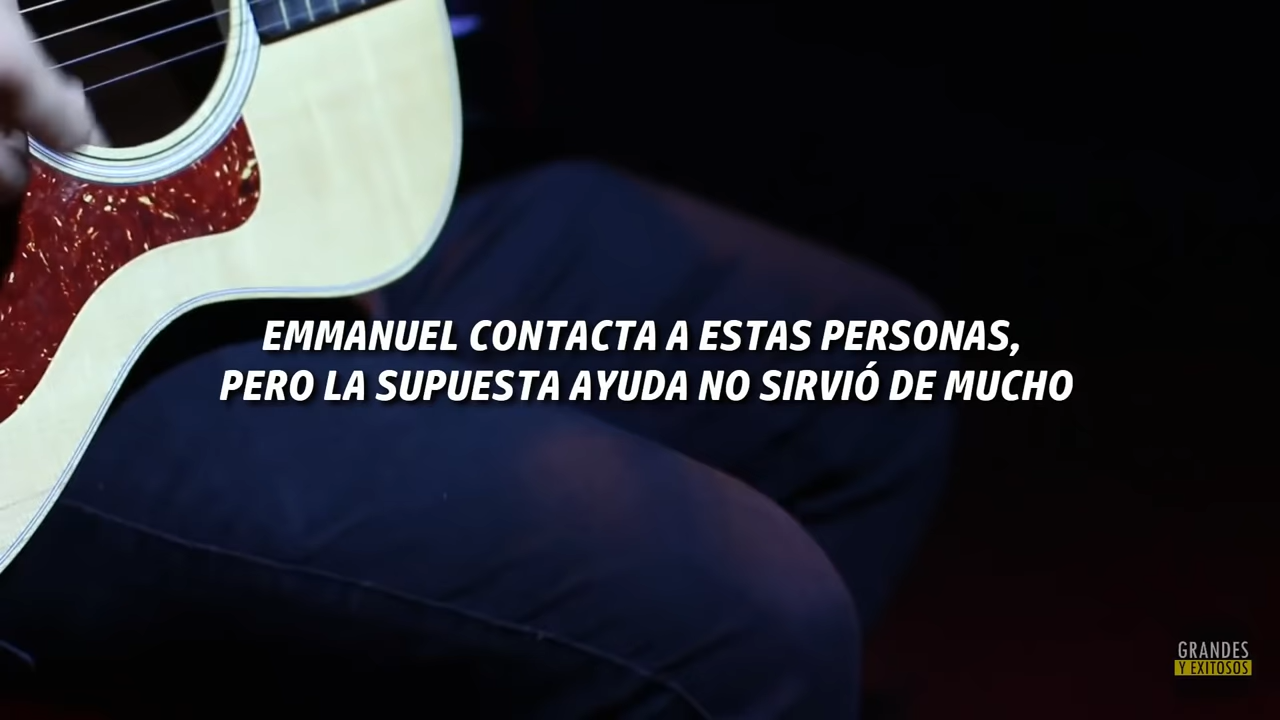 EMMANUEL CONTACTA A ESTAS PERSONAS,
PERO LA SUPUESTA AYUDA NO SIRVIÓ DE MUCHO
GRANDES
Y EXITOSOS